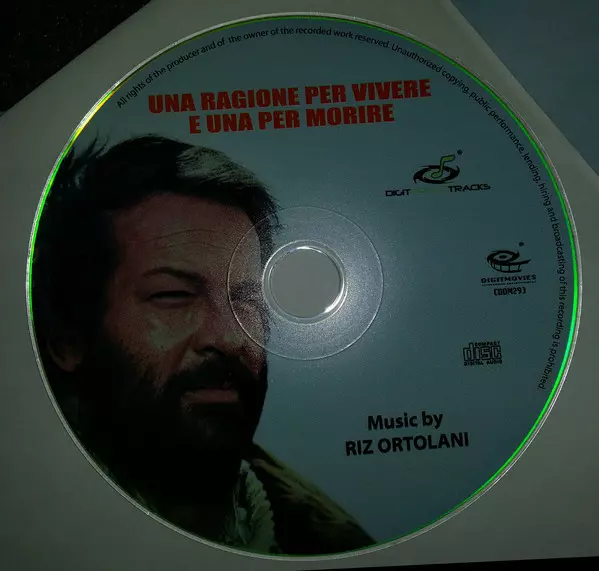 All rights of the producer and of the owner of the recorded work reserved. Unauthorized copying, public performance, lending, hiring and broadcasting of this recording is prohibited.
UNA RAGIONE PER VIVERE
E UNA PER MORIRE
DIGIT TRACKS
DIGITMOVIES
CDDM293
COMPACT
DISC
DIGITAL AUDIO
Music by
RIZ ORTOLANI